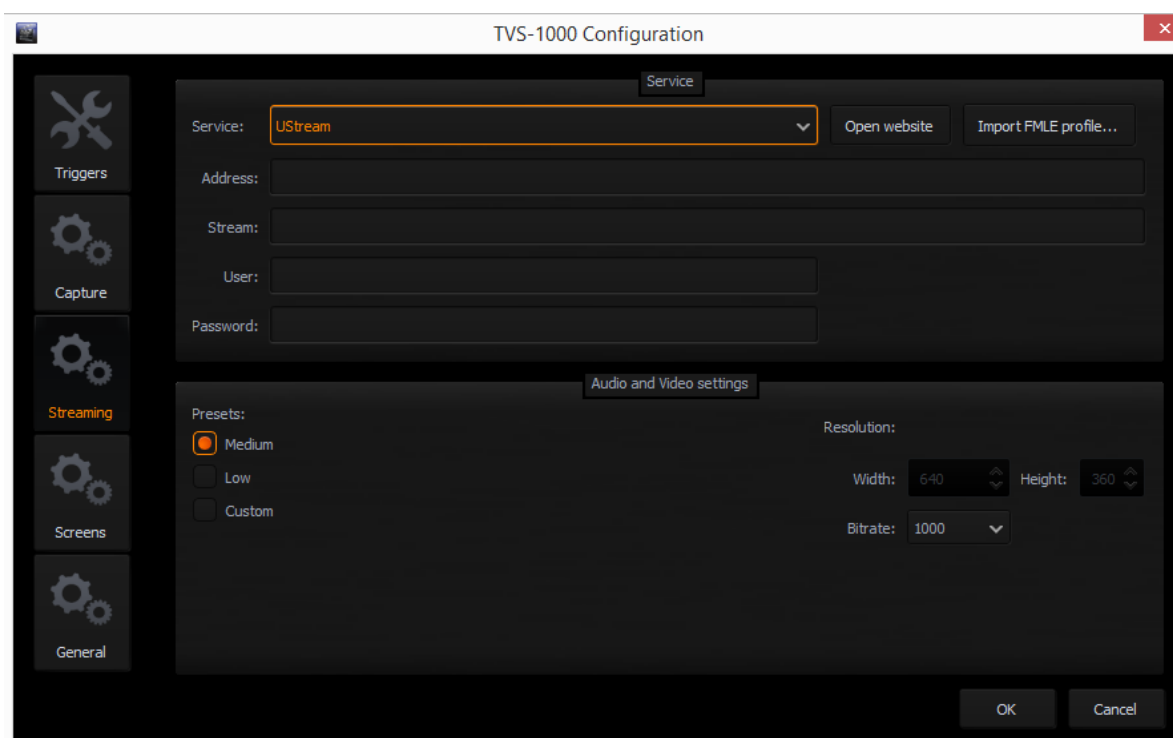 TVS-1000 Configuration
Triggers
Capture
Streaming
Screens
General
Service
Service: UStream Open website Import FMLE profile...
Address:
Stream:
User:
Password:
Audio and Video settings
Presets:
Medium
Low
Custom
Resolution:
Width: 640 Height: 360
Bitrate: 1000
OK Cancel